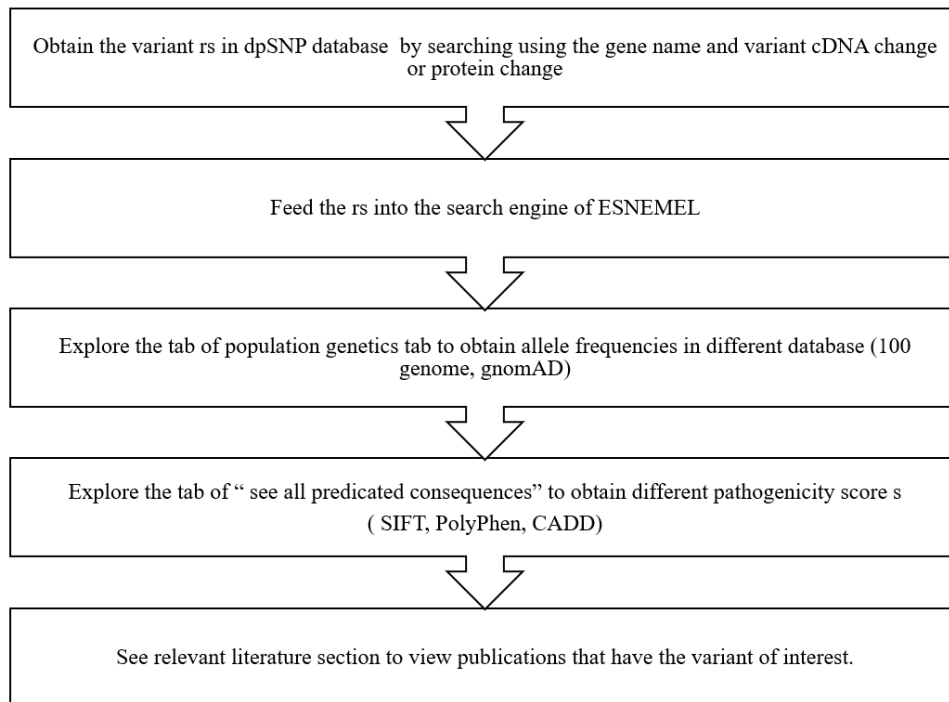 Obtain the variant rs in dpSNP database by searching using the gene name and variant cDNA change
or protein change
Feed the rs into the search engine of ESNEMEL
Explore the tab of population genetics tab to obtain allele frequencies in different database (100
genome, gnomAD)
Explore the tab of “ see all predicated consequences” to obtain different pathogenicity score s
( SIFT, PolyPhen, CADD)
See relevant literature section to view publications that have the variant of interest.